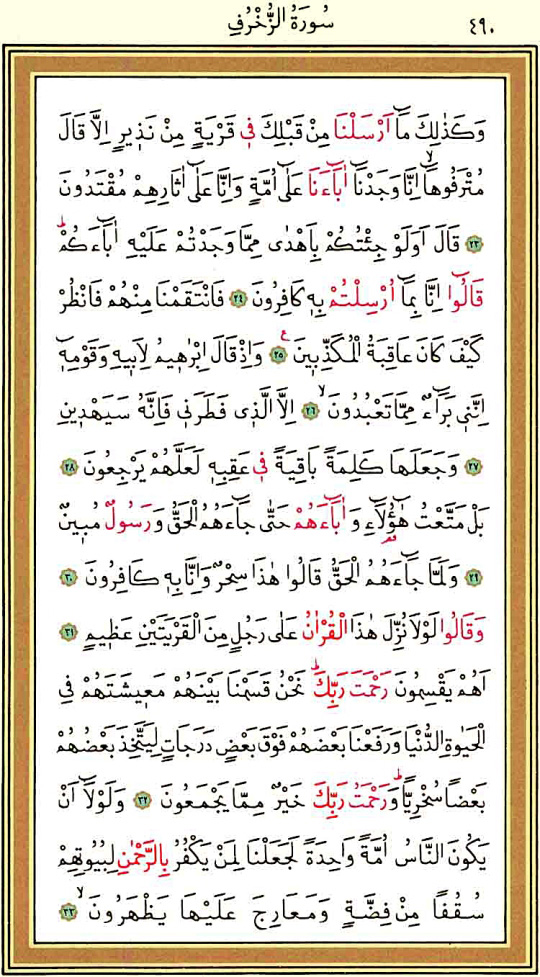 سُورَةُ الزُّخْرُفِ ٤٩٠
وَكَذٰلِكَ مَٓا اَرْسَلْنَا مِنْ قَبْلِكَ ف۪ي قَرْيَةٍ مِنْ نَذ۪يرٍ اِلَّا قَالَ
مُتْرَفُوهَٓاۙ اِنَّا وَجَدْنَٓا اٰبَٓاءَنَا عَلٰٓى اُمَّةٍ وَاِنَّا عَلٰٓى اٰثَارِهِمْ مُقْتَدُونَ
٢٣ قَالَ اَوَلَوْ جِئْتُكُمْ بِاَهْدٰى مِمَّا وَجَدْتُمْ عَلَيْهِ اٰبَٓاءَكُمْۜ
قَالُٓوا اِنَّا بِمَٓا اُرْسِلْتُمْ بِه۪ كَافِرُونَ ٢٤ فَانْتَقَمْنَا مِنْهُمْ فَانْظُرْ
كَيْفَ كَانَ عَاقِبَةُ الْمُكَذِّب۪ينَ ٢٥ ع وَاِذْ قَالَ اِبْرٰه۪يمُ لِاَب۪يهِ وَقَوْمِه۪ٓ
اِنَّن۪ي بَرَٓاءٌ مِمَّا تَعْبُدُونَۙ ٢٦ اِلَّا الَّذ۪ي فَطَرَن۪ي فَاِنَّهُ سَيَهْد۪ينِ
٢٧ وَجَعَلَهَا كَلِمَةً بَاقِيَةً ف۪ي عَقِبِه۪ لَعَلَّهُمْ يَرْجِعُونَ ٢٨
بَلْ مَتَّعْتُ هٰٓؤُ۬لَٓاءِ وَاٰبَٓاءَهُمْ حَتّٰى جَٓاءَهُمُ الْحَقُّ وَرَسُولٌ مُب۪ينٌ
٢٩ وَلَمَّا جَٓاءَهُمُ الْحَقُّ قَالُوا هٰذَا سِحْرٌ وَاِنَّا بِه۪ كَافِرُونَ ٣٠
وَقَالُوا لَوْلَا نُزِّلَ هٰذَا الْقُرْاٰنُ عَلٰى رَجُلٍ مِنَ الْقَرْيَتَيْنِ عَظ۪يمٍ ٣١
اَهُمْ يَقْسِمُونَ رَحْمَتَ رَبِّكَۜ نَحْنُ قَسَمْنَا بَيْنَهُمْ مَع۪يشَتَهُمْ فِي
الْحَيٰوةِ الدُّنْيَا وَرَفَعْنَا بَعْضَهُمْ فَوْقَ بَعْضٍ دَرَجَاتٍ لِيَتَّخِذَ بَعْضُهُمْ
بَعْضًا سُخْرِيًّاۜ وَرَحْمَتُ رَبِّكَ خَيْرٌ مِمَّا يَجْمَعُونَ ٣٢ وَلَوْلَٓا اَنْ
يَكُونَ النَّاسُ اُمَّةً وَاحِدَةً لَجَعَلْنَا لِمَنْ يَكْفُرُ بِالرَّحْمٰنِ لِبُيُوتِهِمْ
سُقُفًا مِنْ فِضَّةٍ وَمَعَارِجَ عَلَيْهَا يَظْهَرُونَۙ ٣٣